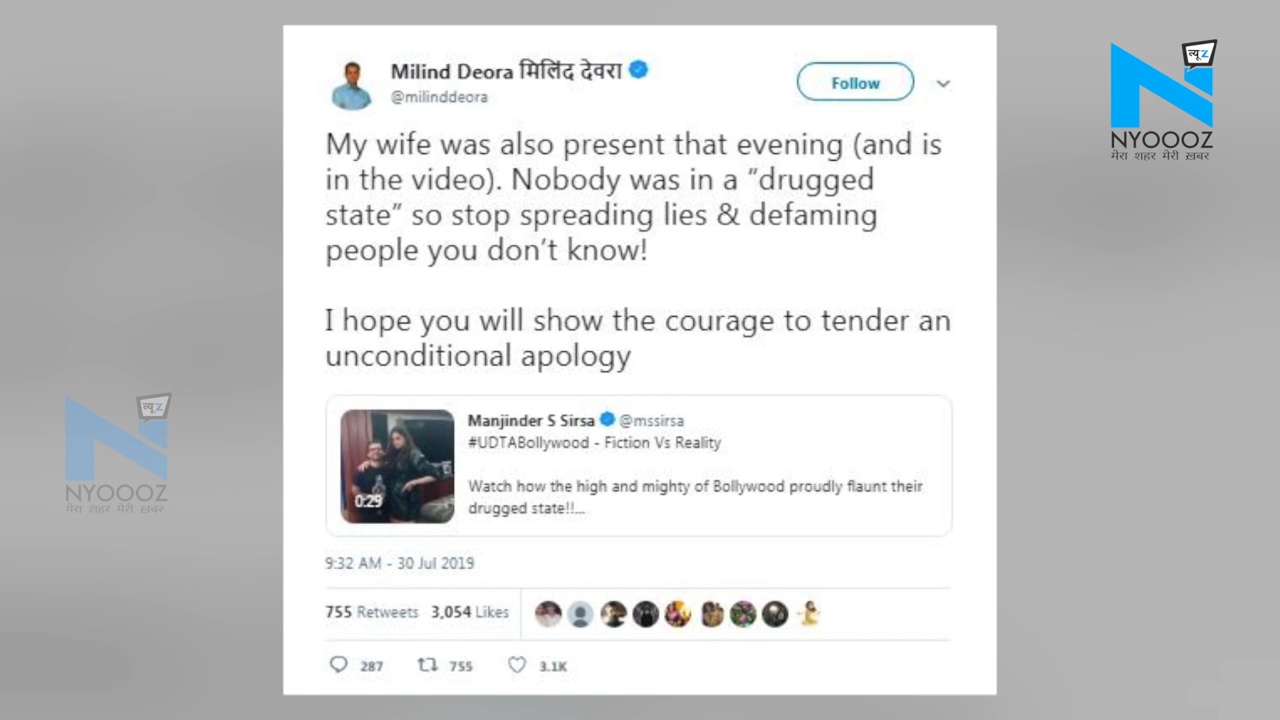 Milind Deora मिलिंद देवरा
@milinddeora
Follow
My wife was also present that evening (and is
in the video). Nobody was in a “drugged
state” so stop spreading lies & defaming
people you don’t know!
I hope you will show the courage to tender an
unconditional apology
Manjinder S Sirsa @mssirsa
#UDTABollywood - Fiction Vs Reality
Watch how the high and mighty of Bollywood proudly flaunt their
drugged state!!...
0:29
9:32 AM - 30 Jul 2019
755 Retweets 3,054 Likes
287 755 3.1K
न्यूz
NYOOOZ
मेरा शहर मेरी ख़बर
न्यूz
NYOOOZ
मेरा शहर मेरी ख़बर